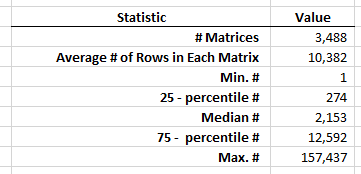 Statistic Value
# Matrices 3,488
Average # of Rows in Each Matrix 10,382
Min. # 1
25 - percentile # 274
Median # 2,153
75 - percentile # 12,592
Max. # 157,437